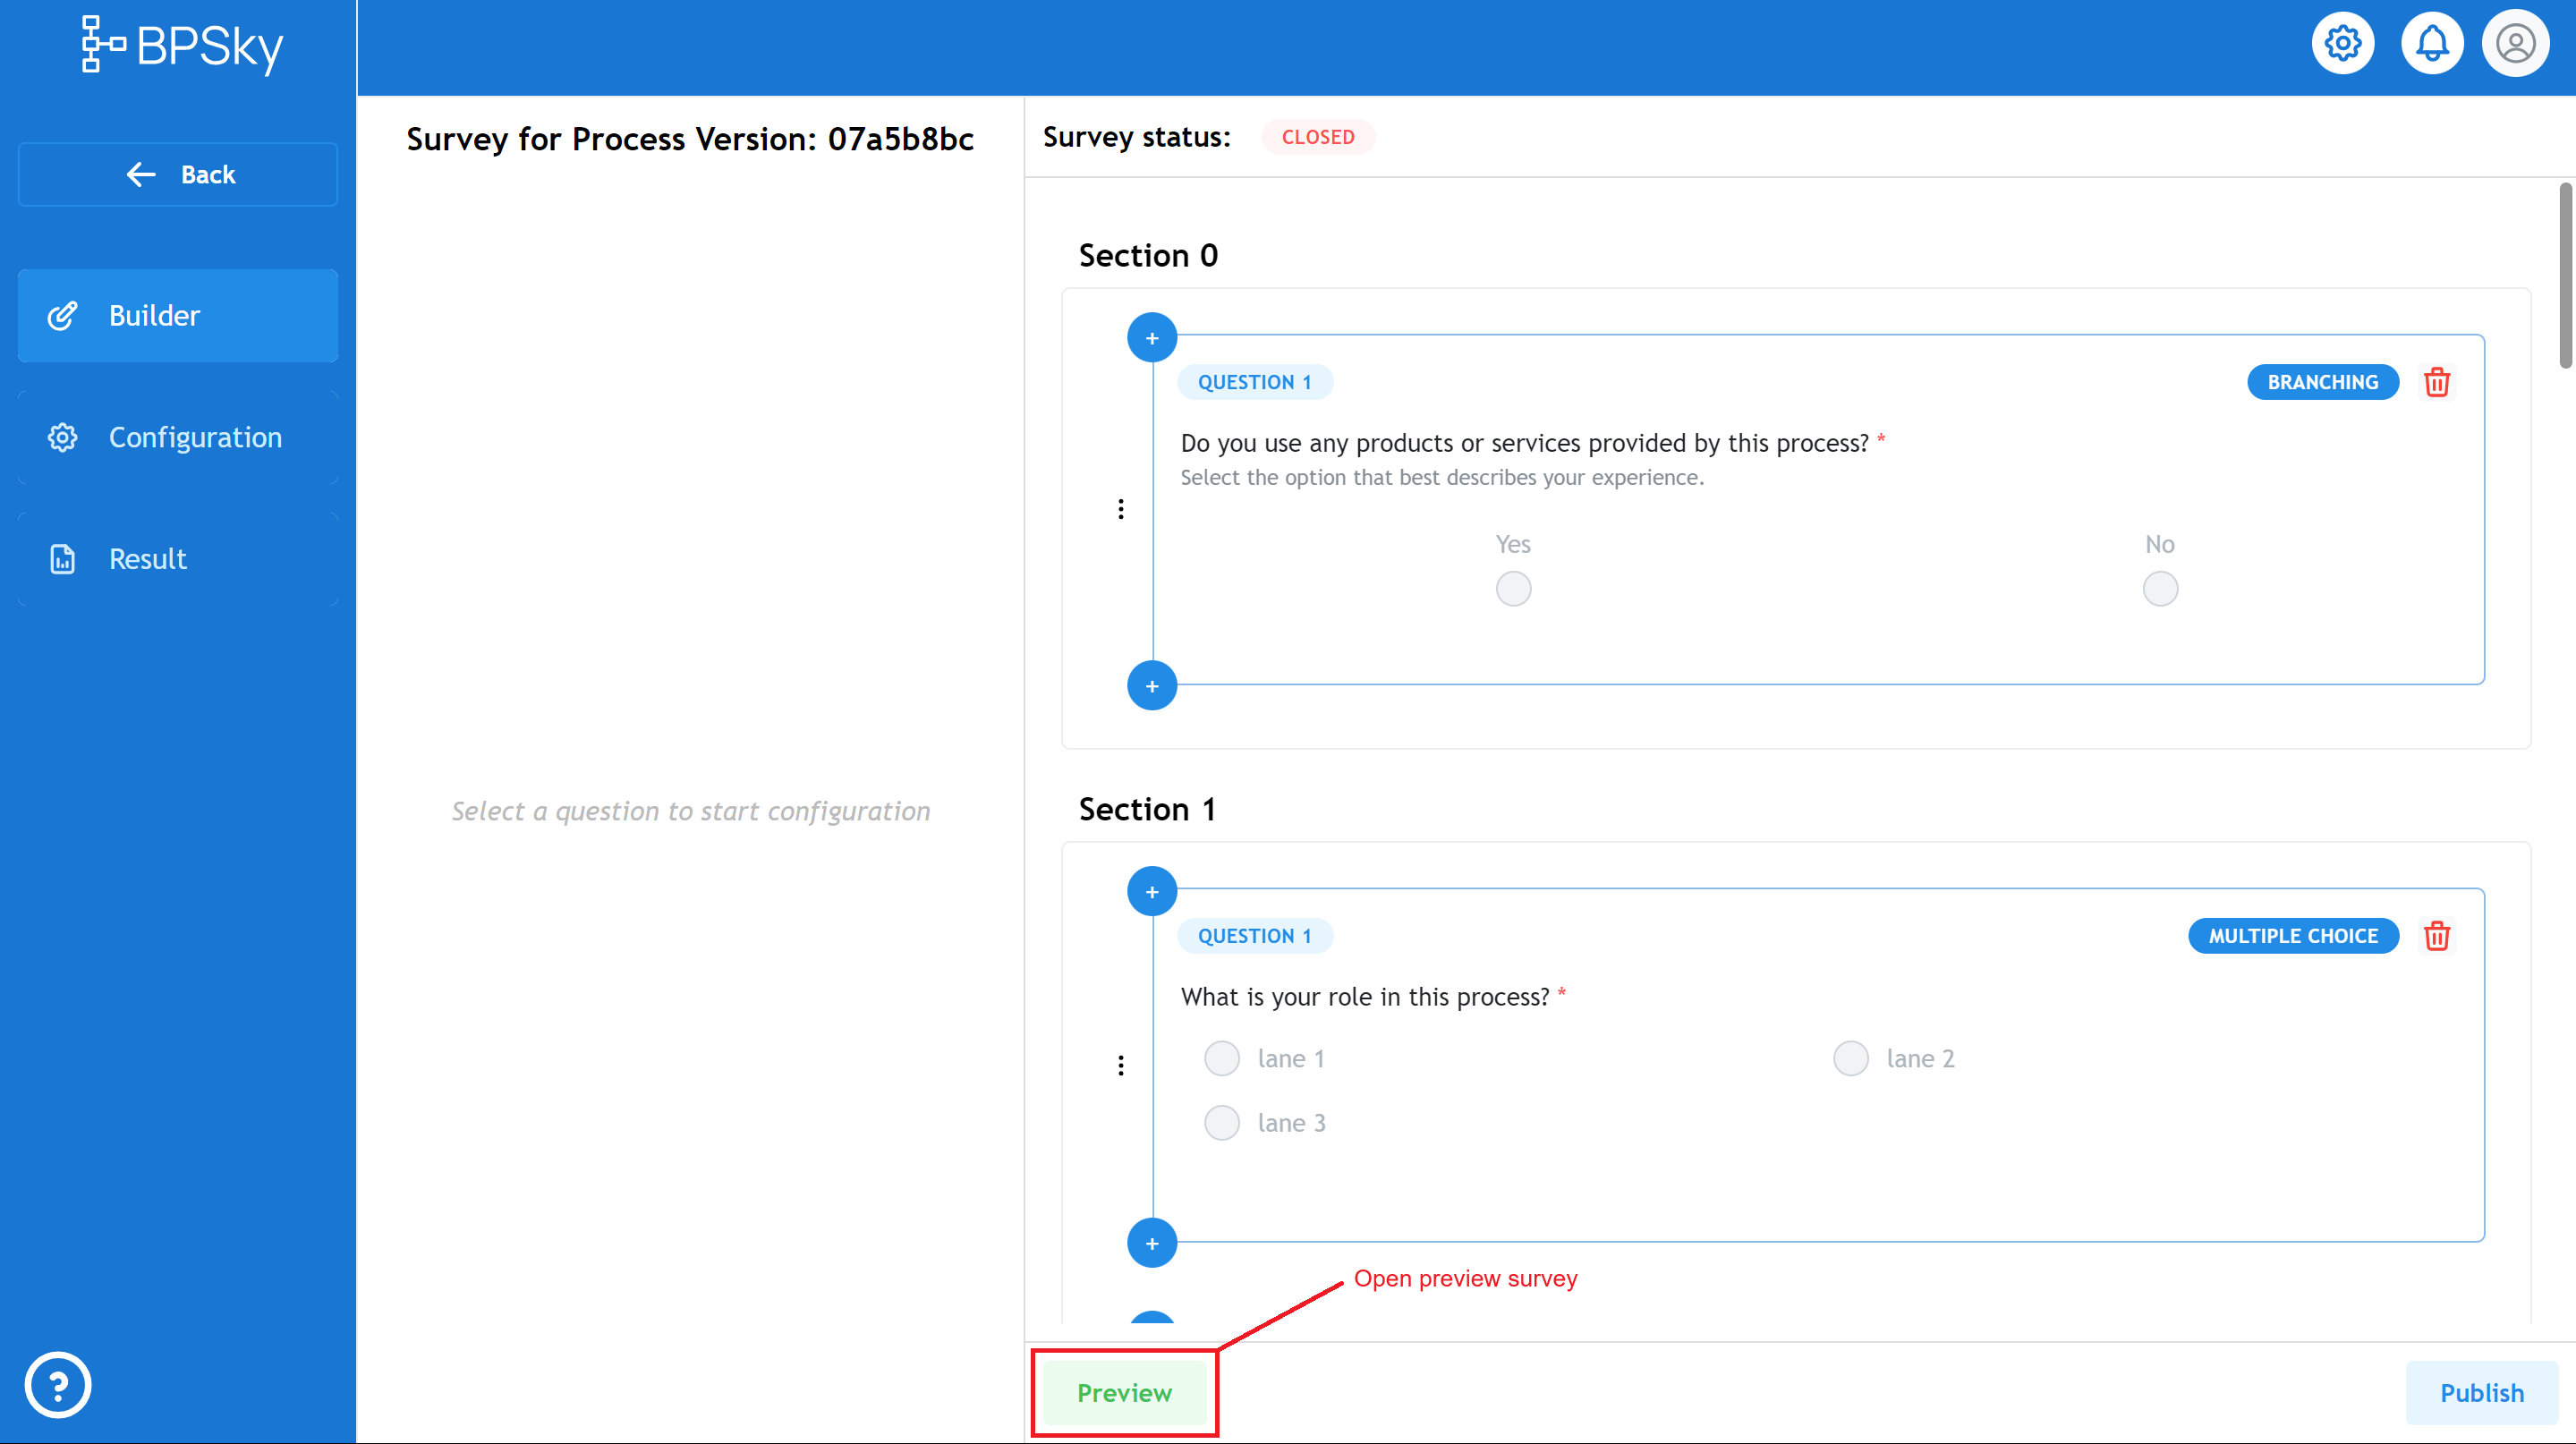 BPSky
Back
Builder
Configuration
Result
Survey for Process Version: 07a5b8bc
Select a question to start configuration
Survey status: CLOSED
Section 0
+
QUESTION 1 BRANCHING
Do you use any products or services provided by this process? *
Select the option that best describes your experience.
Yes No
+
Section 1
+
QUESTION 1 MULTIPLE CHOICE
What is your role in this process? *
lane 1 lane 2
lane 3
+
Open preview survey
Preview Publish
?